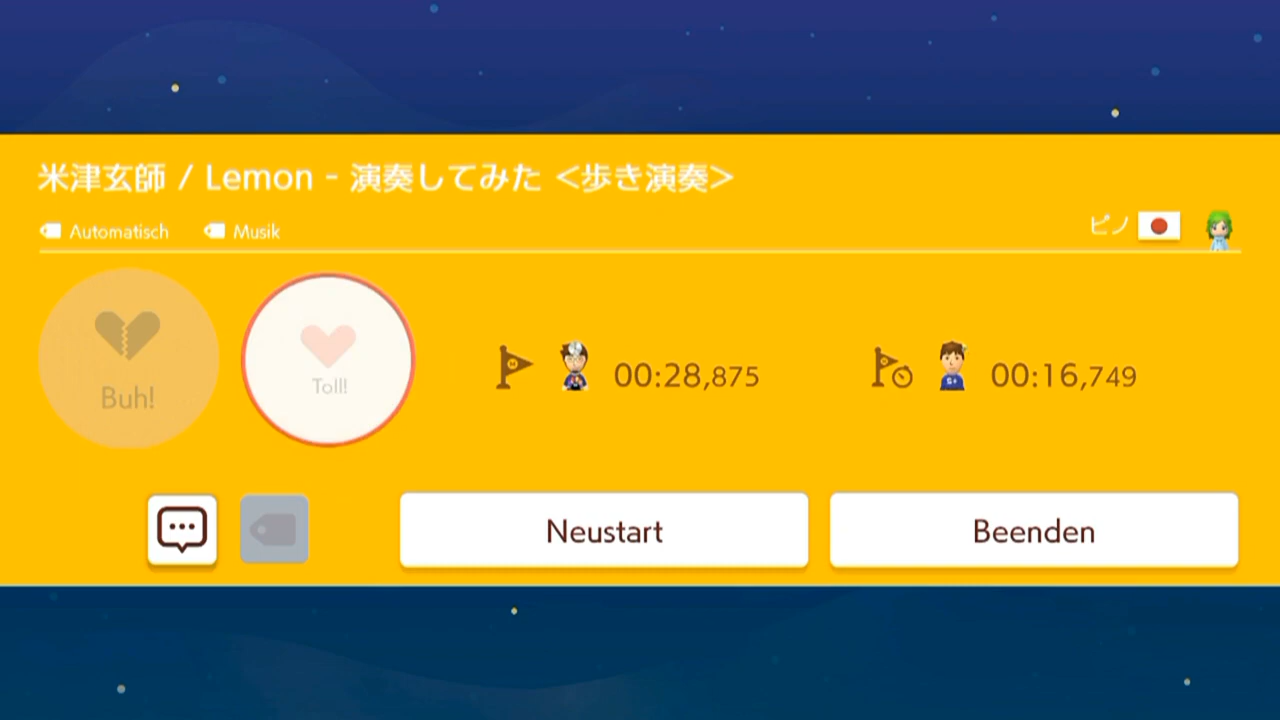 米津玄師 / Lemon - 演奏してみた <歩き演奏>
Automatisch Musik
ピノ
Buh!
Toll!
00:28,875
00:16,749
Neustart
Beenden